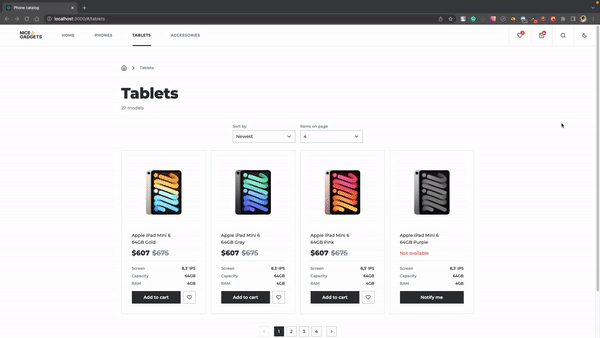 Phone catalog
localhost:3000/#/tablets
NICE
GADGETS
HOME
PHONES
TABLETS
ACCESSORIES
Tablets
Tablets
27 models
Sort by
Items on page
Newest
4
Apple iPad Mini 6
64GB Gold
$607 $675
Screen 8,3' IPS
Capacity 64GB
RAM 4GB
Add to cart
Apple iPad Mini 6
64GB Gray
$607 $675
Screen 8,3' IPS
Capacity 64GB
RAM 4GB
Add to cart
Apple iPad Mini 6
64GB Pink
$607 $675
Screen 8,3' IPS
Capacity 64GB
RAM 4GB
Add to cart
Apple iPad Mini 6
64GB Purple
Not available
Screen 8,3' IPS
Capacity 64GB
RAM 4GB
Notify me
1 2 3 4